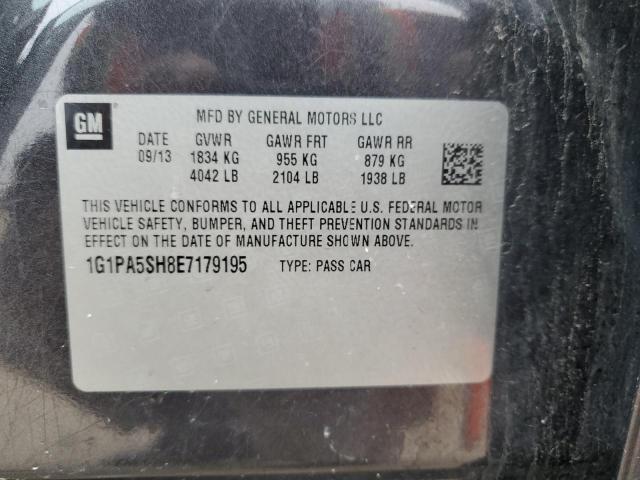 GM
MFD BY GENERAL MOTORS LLC
DATE GVWR GAWR FRT GAWR RR
09/13 1834 KG 955 KG 879 KG
4042 LB 2104 LB 1938 LB
THIS VEHICLE CONFORMS TO ALL APPLICABLE U.S. FEDERAL MOTOR
VEHICLE SAFETY, BUMPER, AND THEFT PREVENTION STANDARDS IN
EFFECT ON THE DATE OF MANUFACTURE SHOWN ABOVE.
1G1PA5SH8E7179195 TYPE: PASS CAR